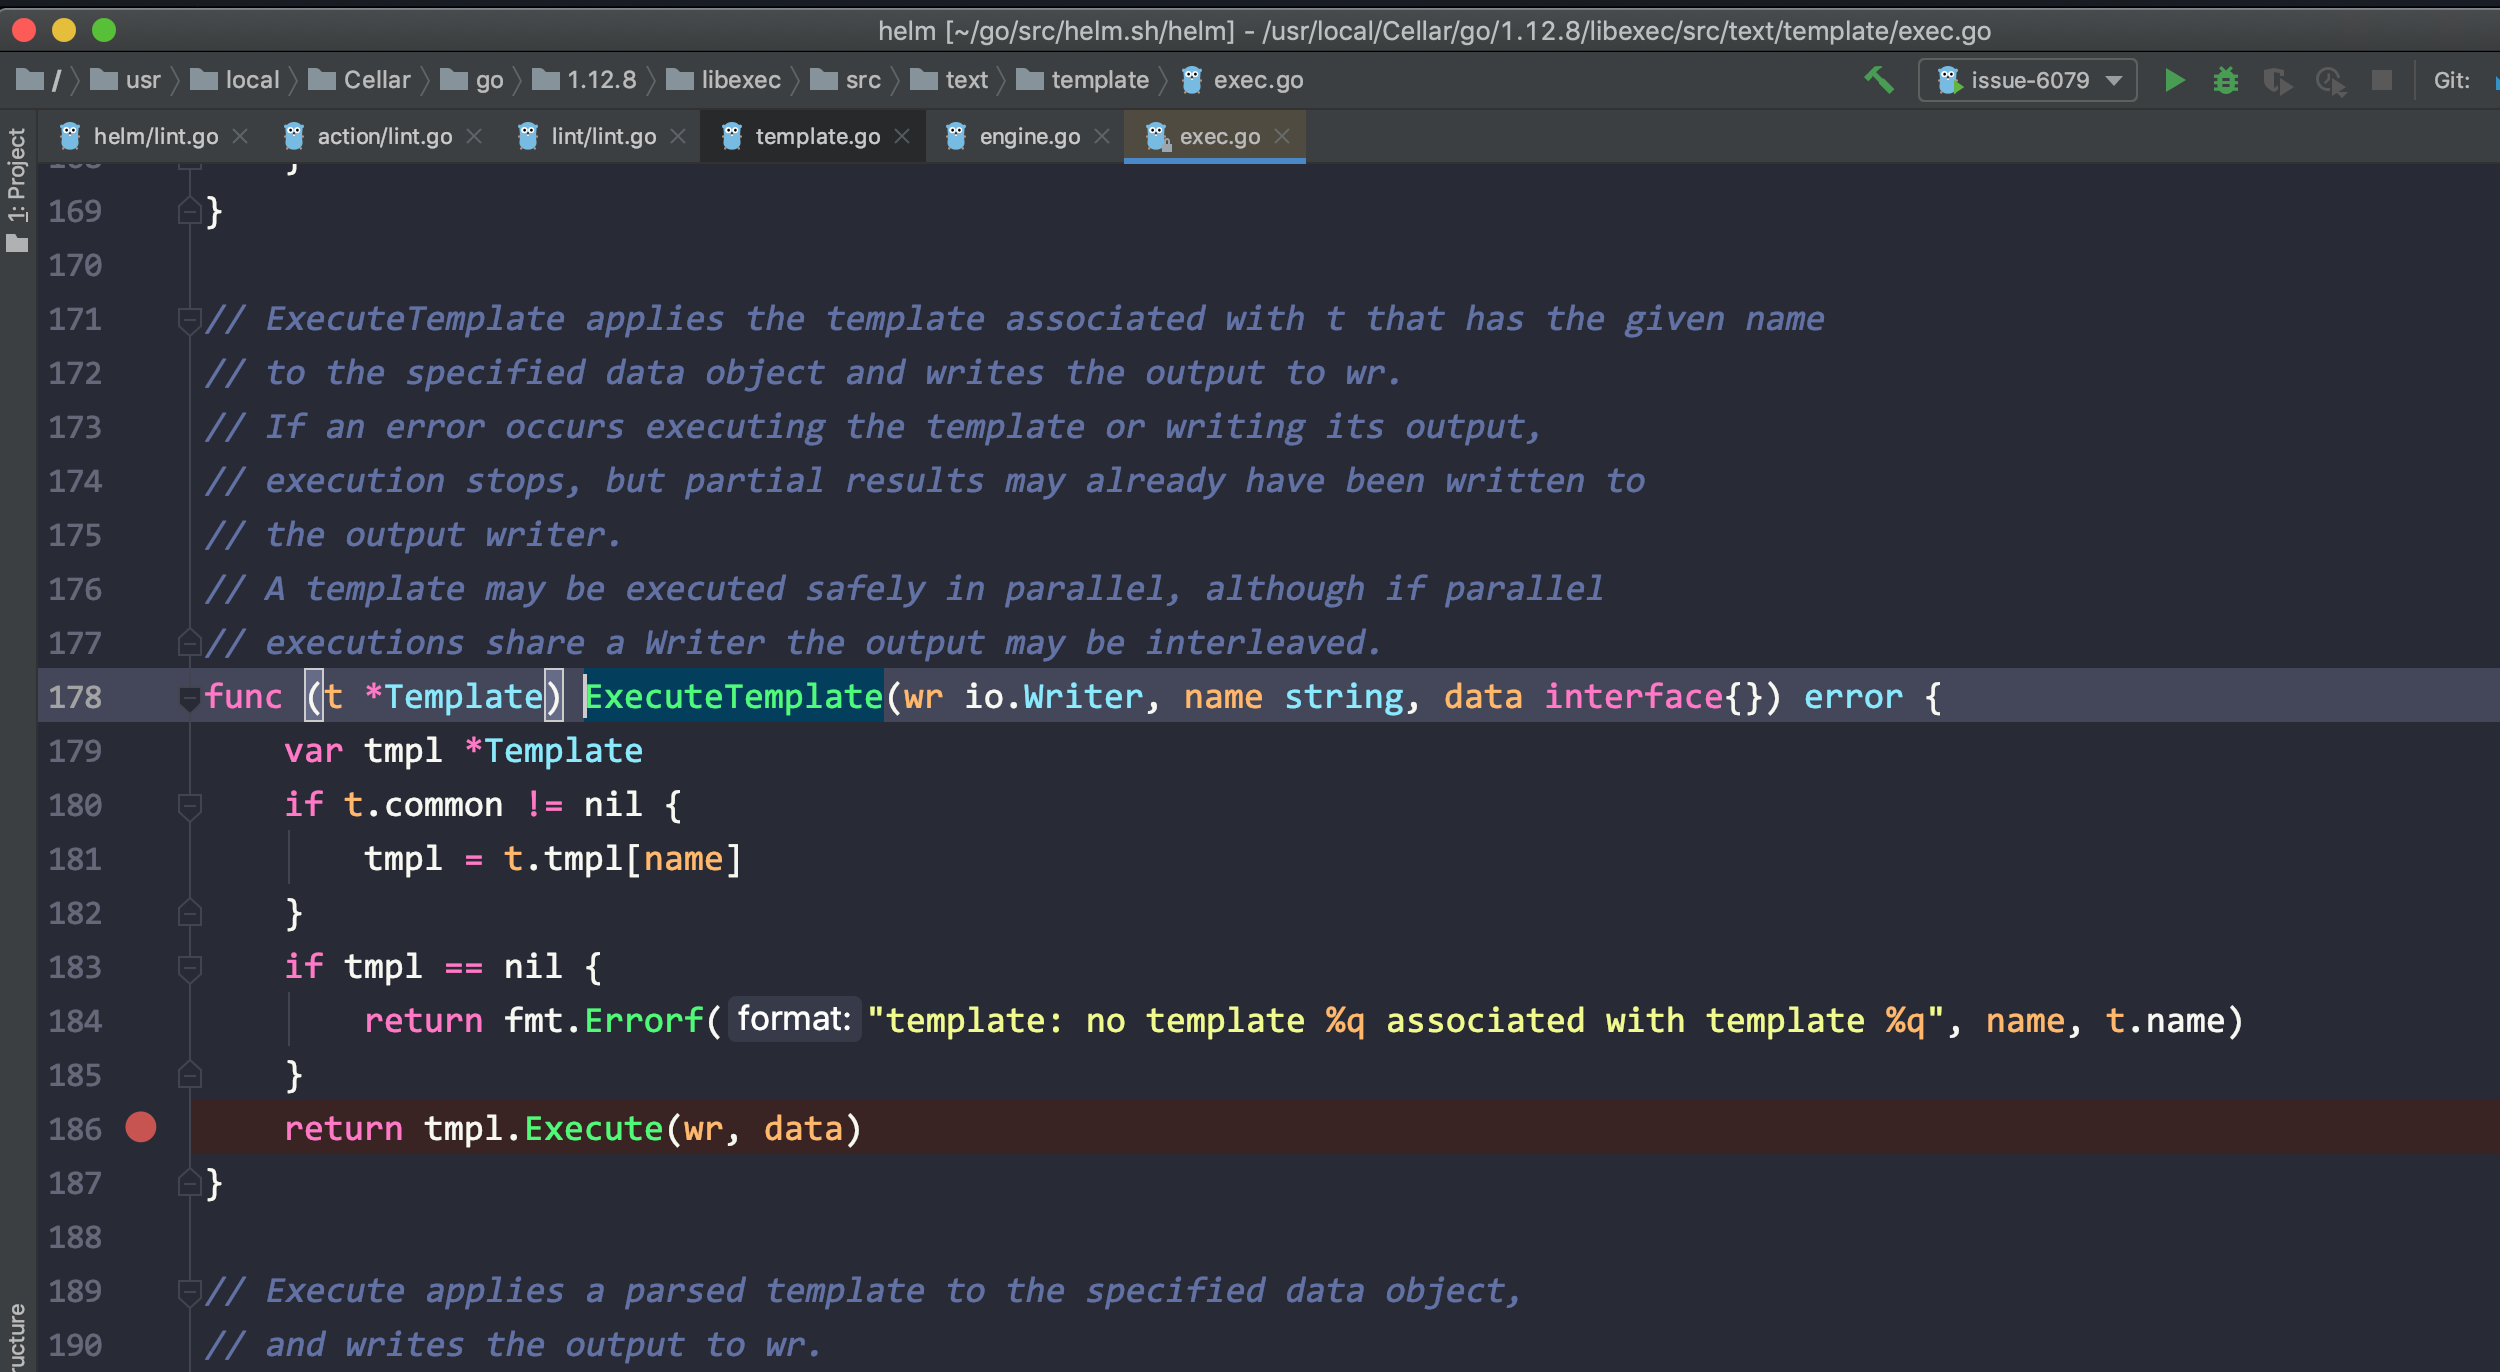 helm [~/go/src/helm.sh/helm] - /usr/local/Cellar/go/1.12.8/libexec/src/text/template/exec.go
/ usr local Cellar go 1.12.8 libexec src text template exec.go issue-6079 Git:
helm/lint.go action/lint.go lint/lint.go template.go engine.go exec.go
1: Project
169 }
170
171 // ExecuteTemplate applies the template associated with t that has the given name
172 // to the specified data object and writes the output to wr.
173 // If an error occurs executing the template or writing its output,
174 // execution stops, but partial results may already have been written to
175 // the output writer.
176 // A template may be executed safely in parallel, although if parallel
177 // executions share a Writer the output may be interleaved.
178 func (t *Template) ExecuteTemplate(wr io.Writer, name string, data interface{}) error {
179 var tmpl *Template
180 if t.common != nil {
181 tmpl = t.tmpl[name]
182 }
183 if tmpl == nil {
184 return fmt.Errorf( format: "template: no template %q associated with template %q", name, t.name)
185 }
186 return tmpl.Execute(wr, data)
187 }
188
189 // Execute applies a parsed template to the specified data object,
190 // and writes the output to wr.
ructure